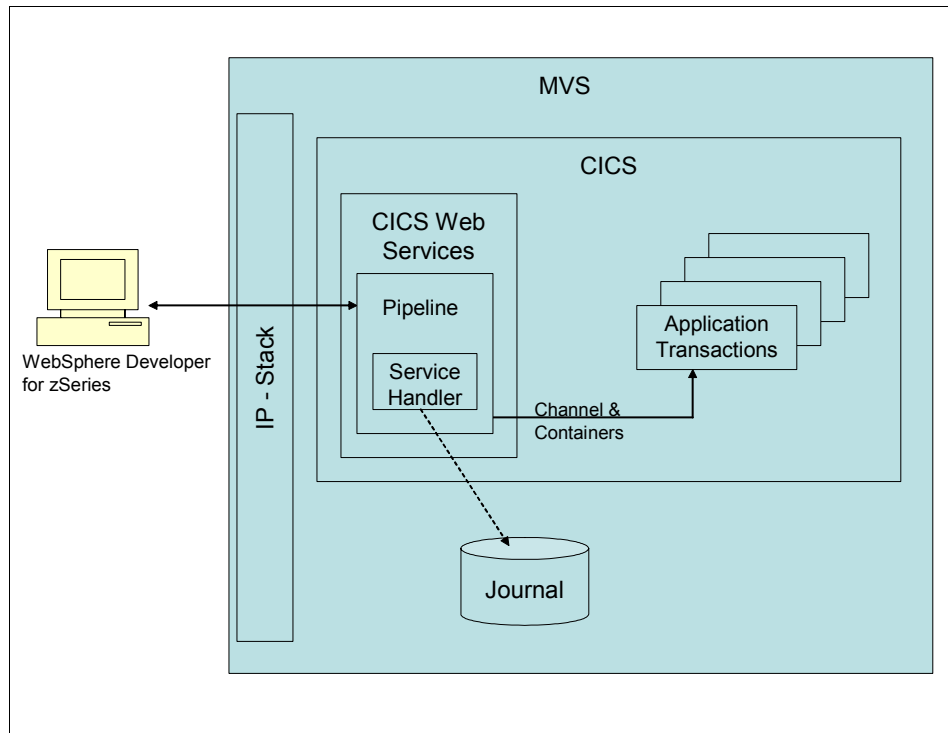 MVS
CICS
CICS Web
Services
Pipeline
Service
Handler
Application
Transactions
Channel &
Containers
WebSphere Developer
for zSeries
IP - Stack
Journal